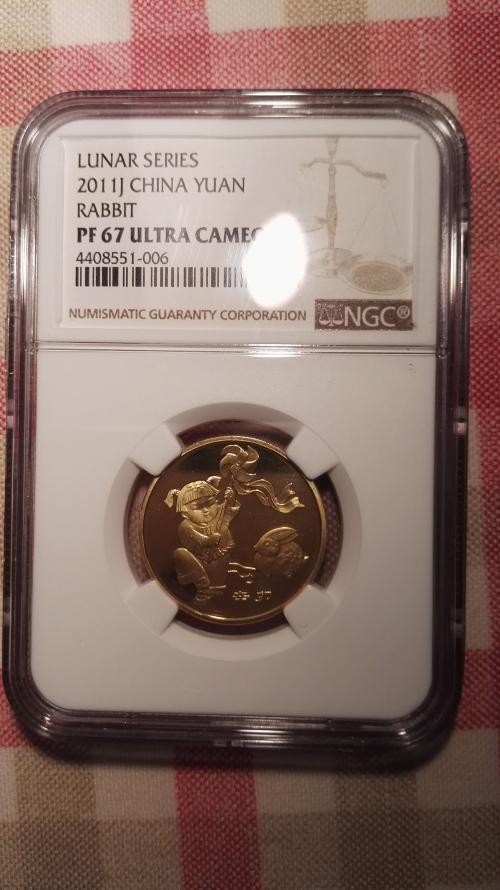 LUNAR SERIES
2011J CHINA YUAN
RABBIT
PF 67 ULTRA CAMEO
4408551-006
NUMISMATIC GUARANTY CORPORATION
NGC®